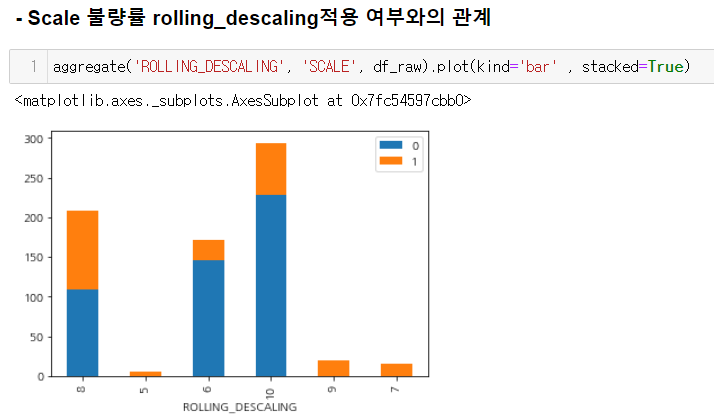 - Scale 불량률 rolling_descaling적용 여부와의 관계
1 aggregate('ROLLING_DESCALING', 'SCALE', df_raw).plot(kind='bar' , stacked=True)
<matplotlib.axes._subplots.AxesSubplot at 0x7fc54597cbb0>
300
250
200
150
100
50
0
0
1
8 5 6 10 9 7
ROLLING_DESCALING